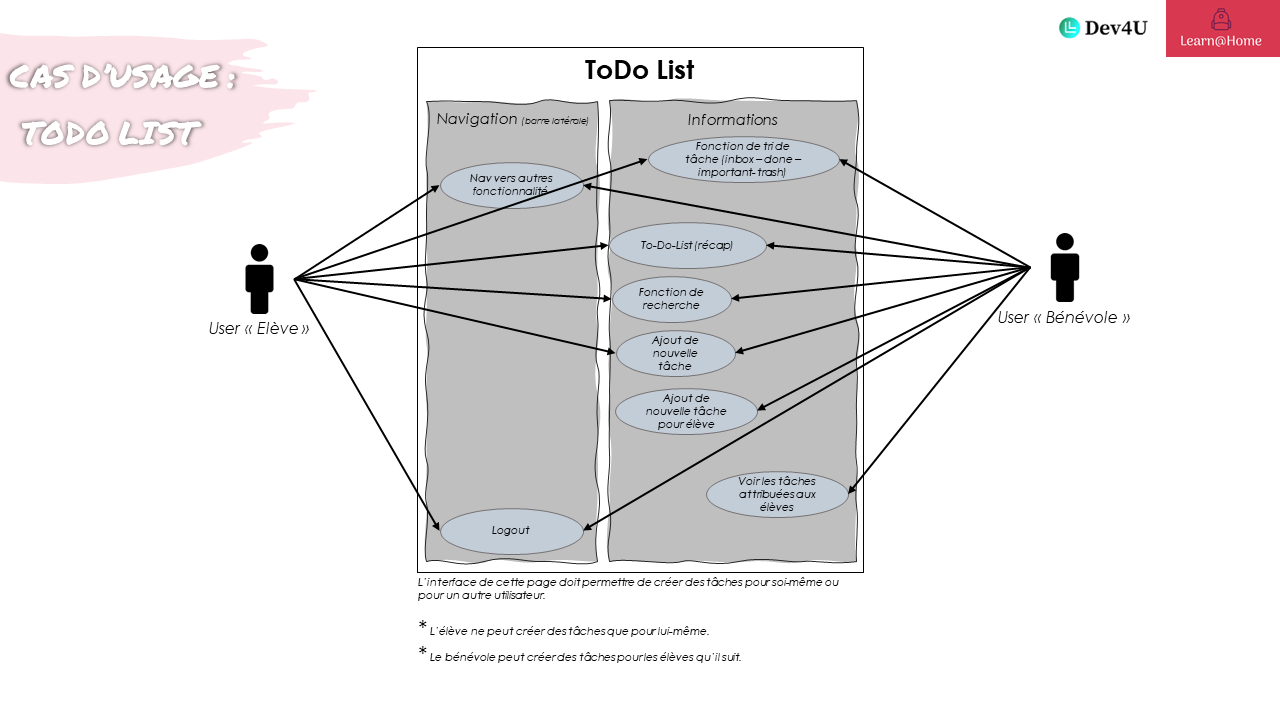 CAS D'USAGE :
TODO LIST
Dev4U
Learn@Home
ToDo List
Navigation (barre latérale)
Informations
Fonction de tri de
tâche (inbox – done –
important- trash)
Nav vers autres
fonctionnalité
To-Do-List (récap)
Fonction de
recherche
Ajout de
nouvelle
tâche
Ajout de
nouvelle tâche
pour élève
Voir les tâches
attribuées aux
élèves
Logout
User « Elève »
User « Bénévole »
L'interface de cette page doit permettre de créer des tâches pour soi-même ou
pour un autre utilisateur.
* L'élève ne peut créer des tâches que pour lui-même.
* Le bénévole peut créer des tâches pour les élèves qu'il suit.